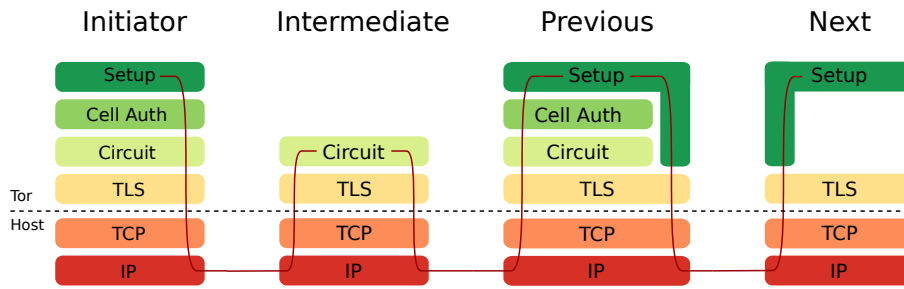 Initiator Intermediate Previous Next
Setup Setup Setup
Cell Auth Cell Auth
Circuit Circuit Circuit
TLS TLS TLS TLS
Tor
Host
TCP TCP TCP TCP
IP IP IP IP